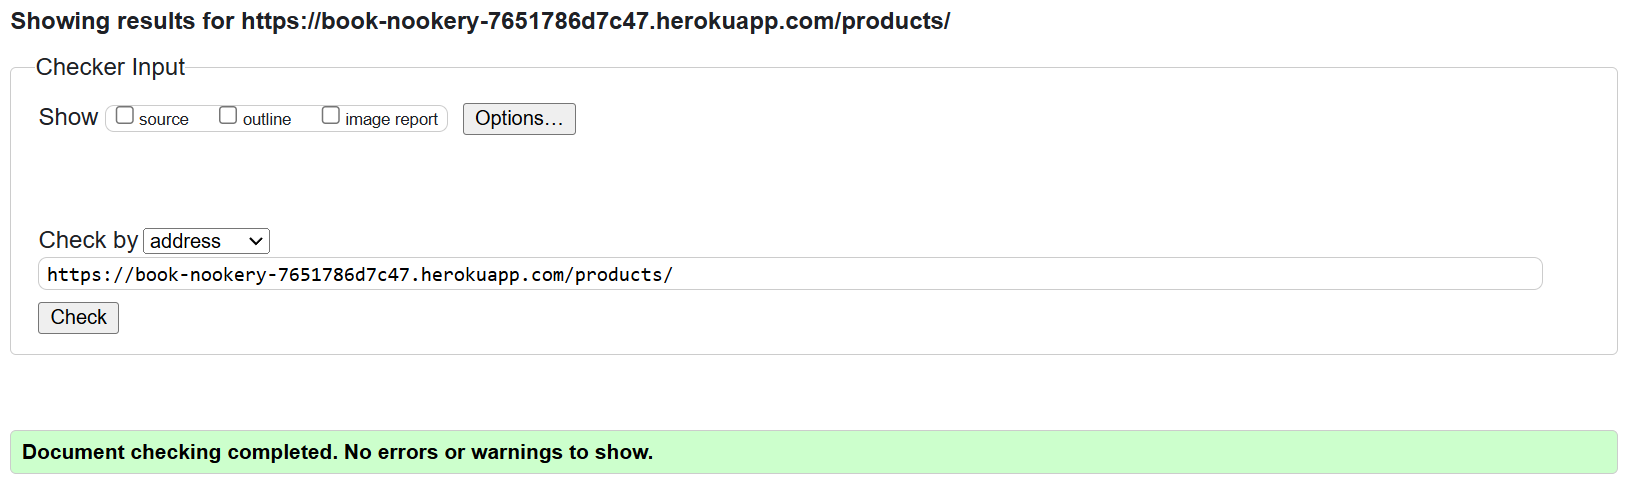 Showing results for https://book-nookery-7651786d7c47.herokuapp.com/products/
Checker Input
Show source outline image report Options...
Check by address
https://book-nookery-7651786d7c47.herokuapp.com/products/
Check
Document checking completed. No errors or warnings to show.